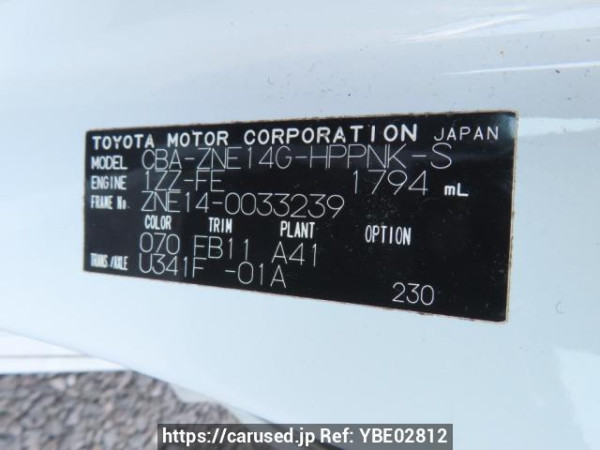 TOYOTA MOTOR CORPORATION JAPAN
MODEL CBA-ZNE14G-HPPNK-S
ENGINE 1ZZ-FE 1794 mL
FRAME No. ZNE14-0033239
COLOR TRIM PLANT OPTION
070 FB11 A41
TRANS/AXLE U341F -01A
230
https://carused.jp Ref: YBE02812